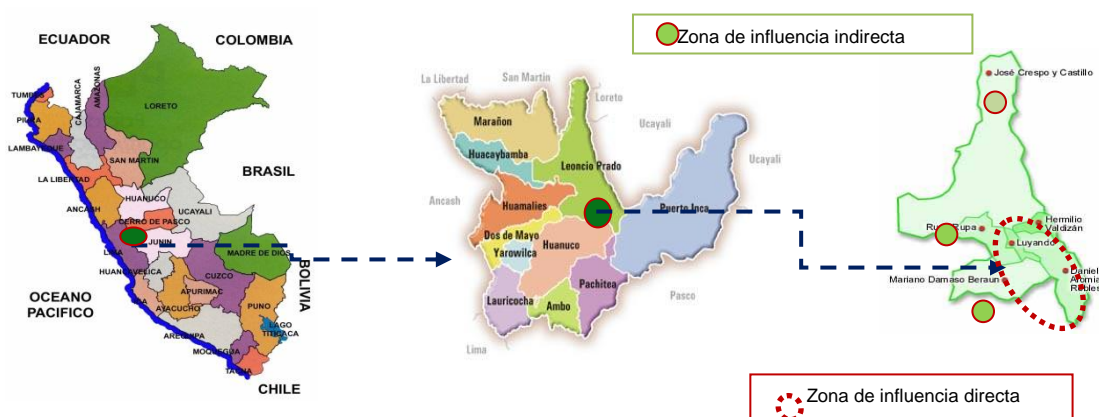 ECUADOR
COLOMBIA
TUMBES
PIURA
LAMBAYEQUE
CAJAMARCA
AMAZONAS
LORETO
SAN MARTIN
LA LIBERTAD
BRASIL
ANCASH
HUANUCO
UCAYALI
CERRO DE PASCO
JUNIN
LIMA
MADRE DE DIOS
HUANCAVELICA
CUZCO
BOLIVIA
OCEANO
PACIFICO
ICA
APURIMAC
AYACUCHO
PUNO
LAGO
TITICACA
AREQUIPA
MOQUEGUA
TACNA
CHILE
Zona de influencia indirecta
La Libertad
San Martin
Loreto
Marañon
Ucayali
Huacaybamba
Leoncio Prado
Ucayali
Ancash
Huamalies
Puerto Inca
Dos de Mayo
Huanuco
Yarowilca
Pachitea
Lauricocha
Ambo
Pasco
Lima
José Crespo y Castillo
Hermilio
Valdizán
Rupa Rupa
Luyando
Mariano Damaso Beraun
Daniel
Alomia
Robles
Zona de influencia directa